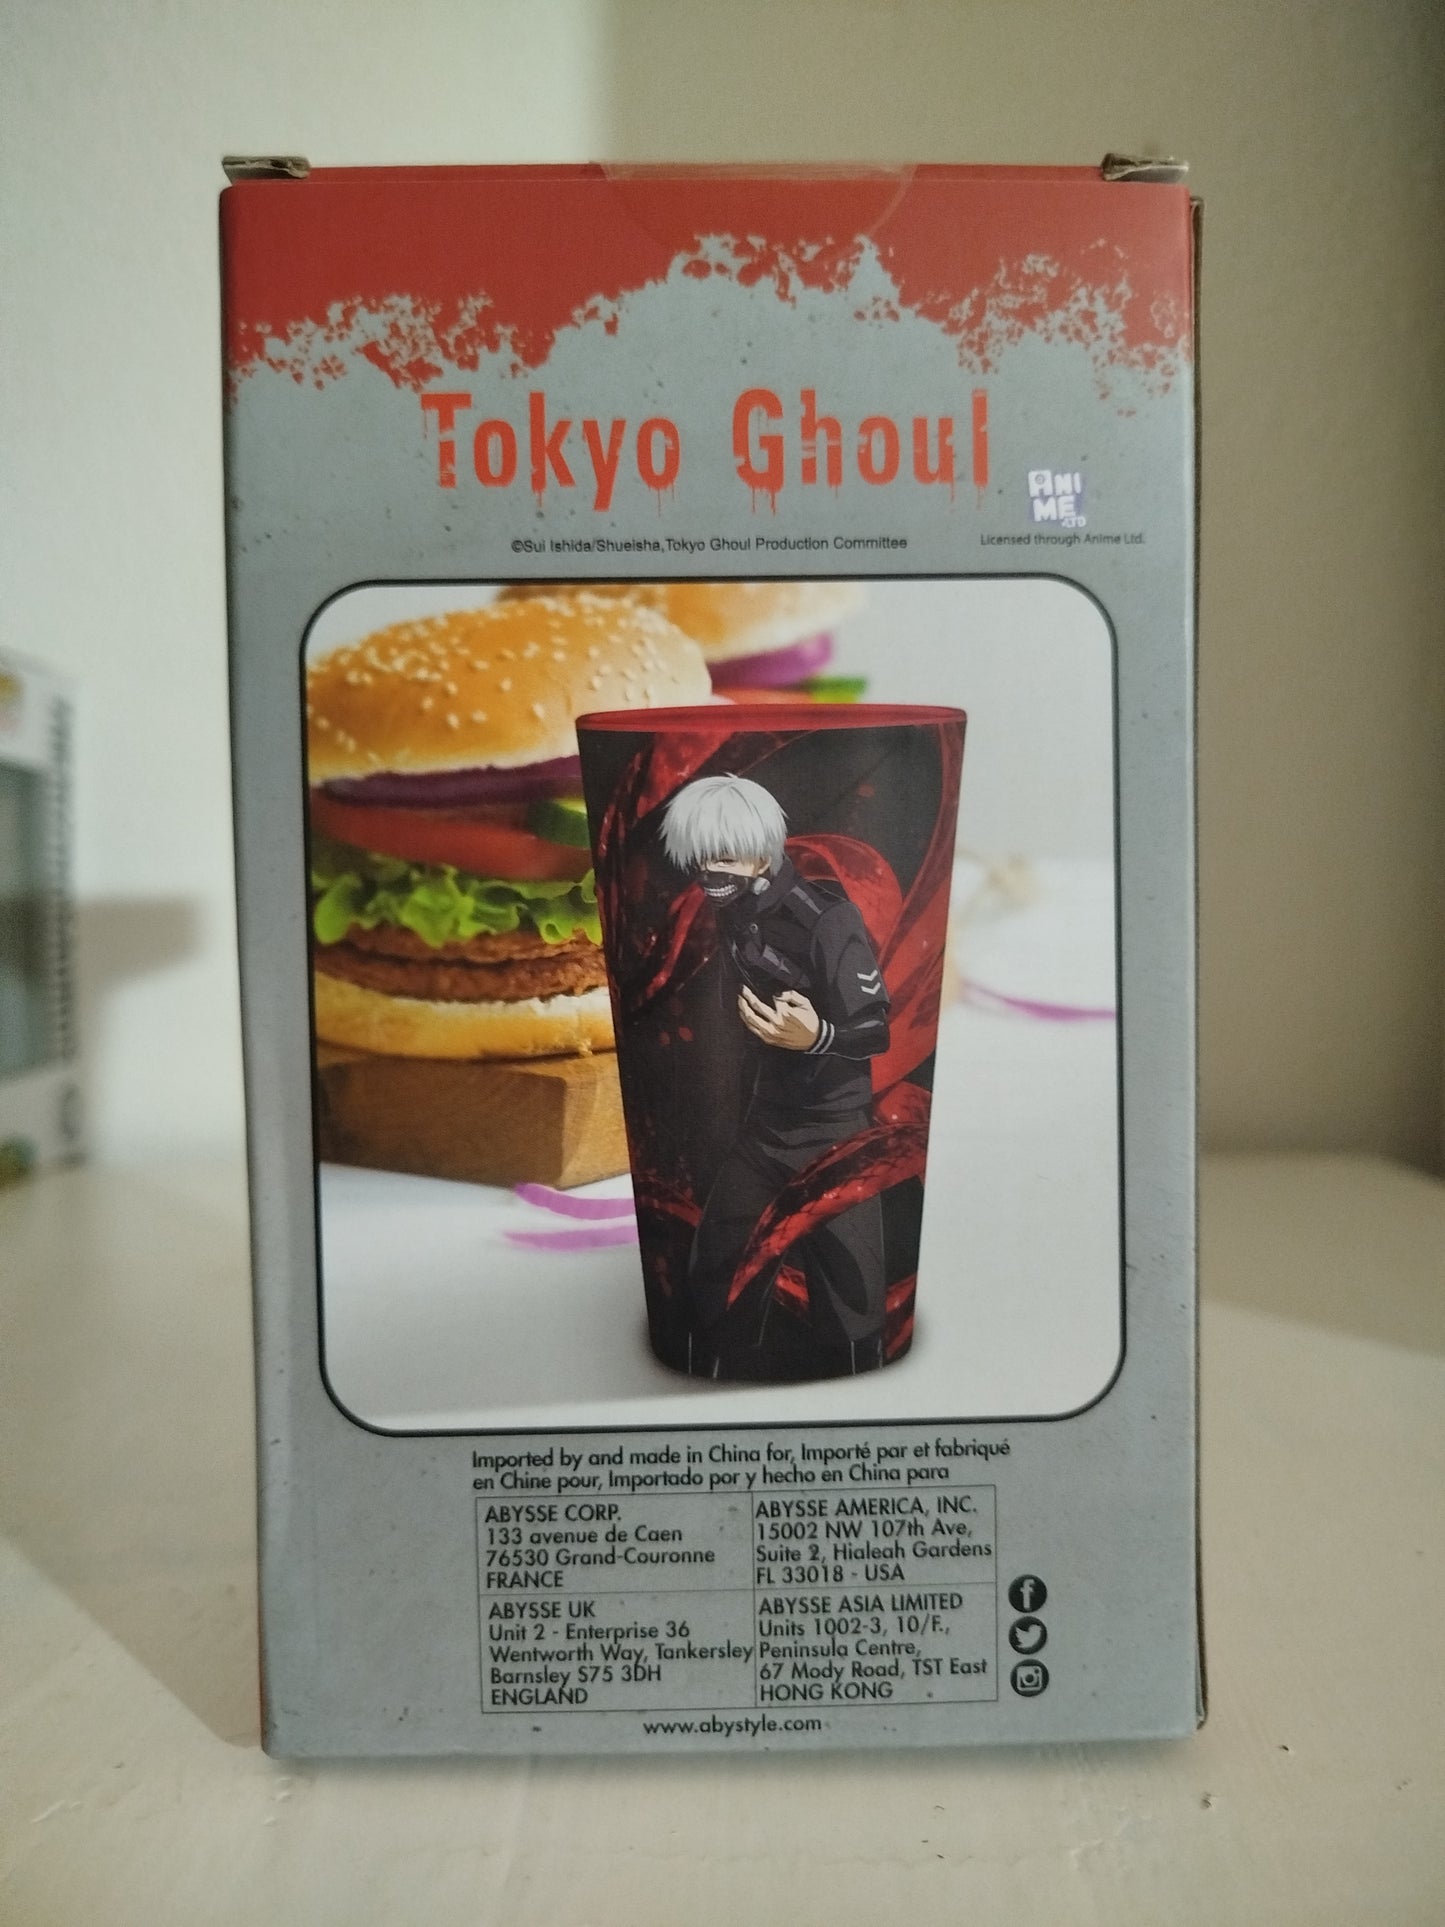 Tokyo Ghoul
ANI
ME
LTD
©Sui Ishida/Shueisha,Tokyo Ghoul Production Committee
Licensed through Anime Ltd.
Imported by and made in China for, Importé par et fabriqué
en Chine pour, Importado por y hecho en China para
ABYSSE CORP.
133 avenue de Caen
76530 Grand-Couronne
FRANCE
ABYSSE AMERICA, INC.
15002 NW 107th Ave,
Suite 2, Hialeah Gardens
FL 33018 - USA
ABYSSE UK
Unit 2 - Enterprise 36
Wentworth Way, Tankersley
Barnsley S75 3DH
ENGLAND
ABYSSE ASIA LIMITED
Units 1002-3, 10/F.,
Peninsula Centre,
67 Mody Road, TST East
HONG KONG
www.abystyle.com